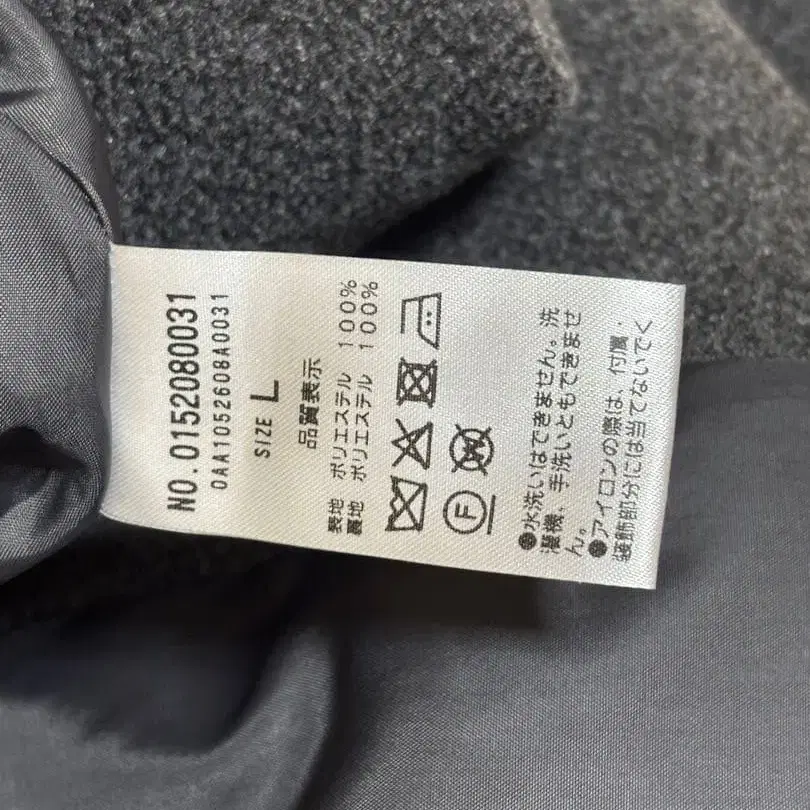 NO.0152080031
0AA1052608A0031
SIZE L
品質表示
表地 ポリエステル 100%
裏地 ポリエステル 100%
F
W
●水洗いはできません。洗
濯機、手洗いともできませ
ん。
●アイロンの際は、付属・
装飾部分には当てないでく